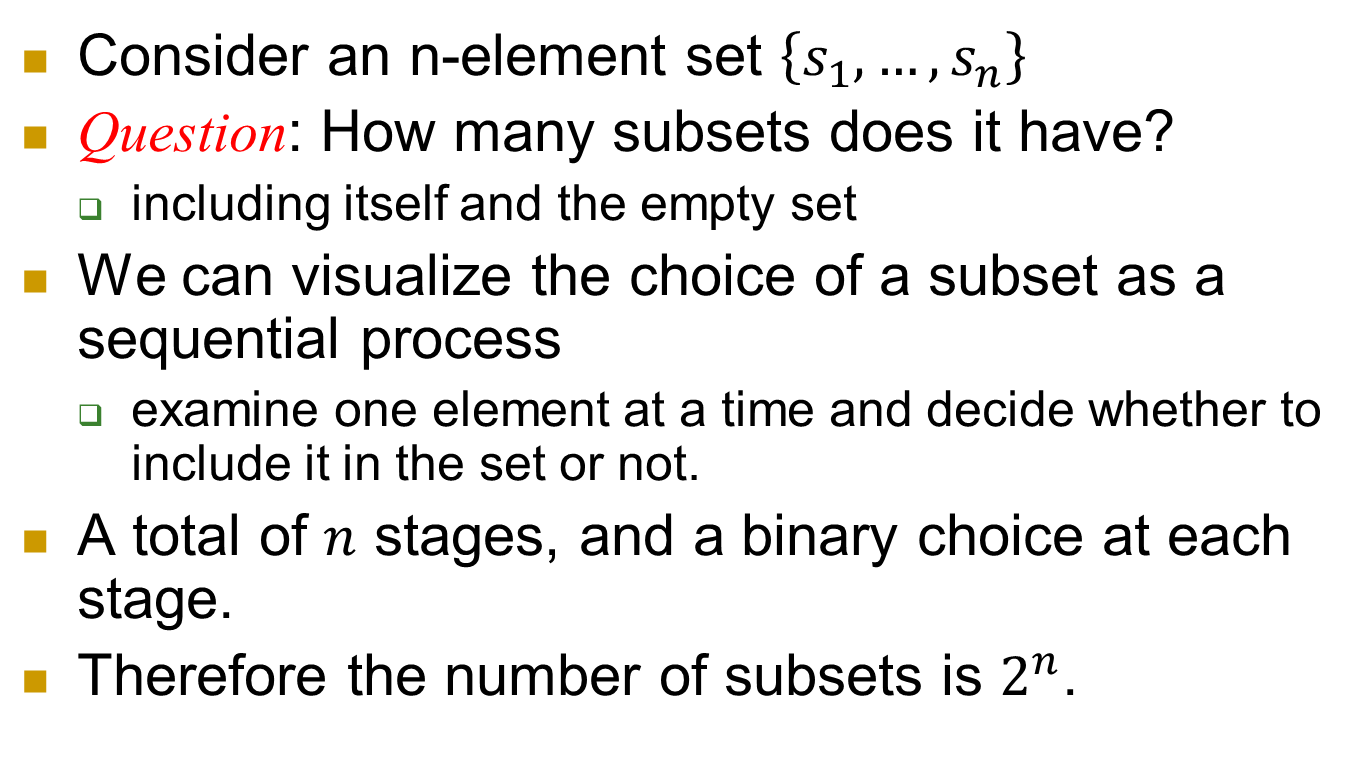 Consider an n-element set {𝑠₁, … , 𝑠ₙ}
Question: How many subsets does it have?
including itself and the empty set
We can visualize the choice of a subset as a
sequential process
examine one element at a time and decide whether to
include it in the set or not.
A total of 𝑛 stages, and a binary choice at each
stage.
Therefore the number of subsets is 2ⁿ.